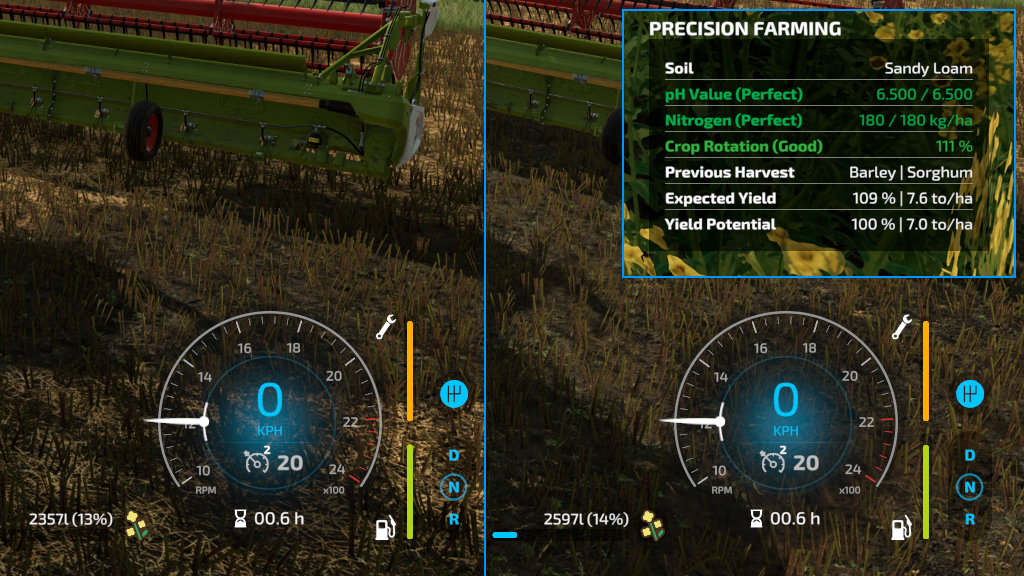 PRECISION FARMING
Soil Sandy Loam
pH Value (Perfect) 6.500 / 6.500
Nitrogen (Perfect) 180 / 180 kg/ha
Crop Rotation (Good) 111 %
Previous Harvest Barley | Sorghum
Expected Yield 109 % | 7.6 to/ha
Yield Potential 100 % | 7.0 to/ha
10 12 14 16 18 20 22 24
0
KPH
2
20
RPM x100
D
N
R
2357l (13%)
00.6 h
10 12 14 16 18 20 22 24
0
KPH
2
20
RPM x100
D
N
R
2597l (14%)
00.6 h